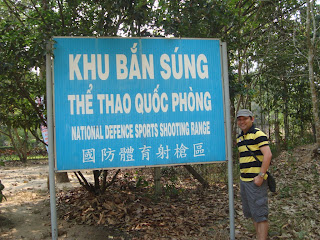 KHU BẮN SÚNG
THỂ THAO QUỐC PHÒNG
NATIONAL DEFENCE SPORTS SHOOTING RANGE
國防體育射槍區